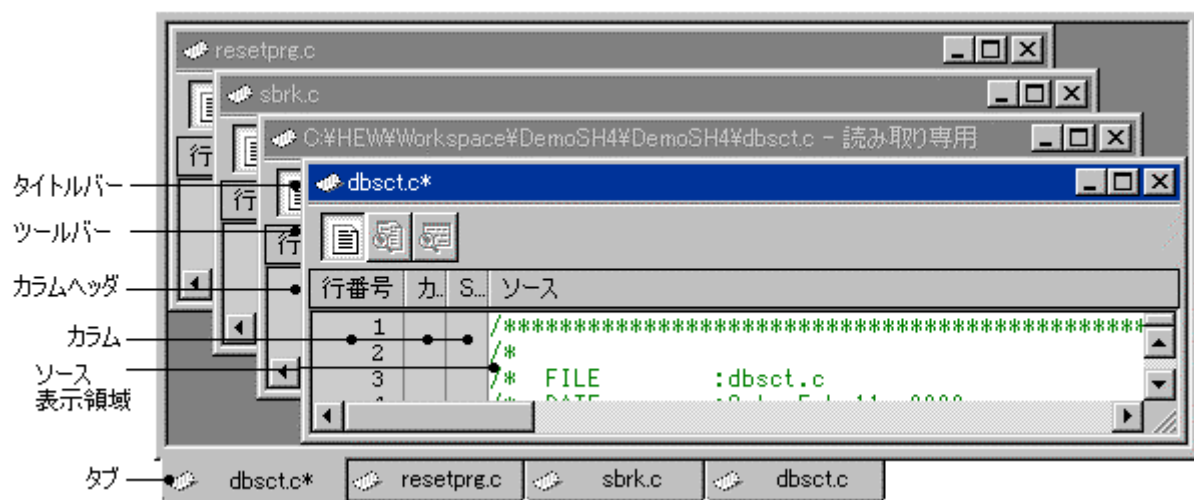 resetprg.c
sbrk.c
C:¥HEW¥Workspace¥DemoSH4¥DemoSH4¥dbsct.c - 読み取り専用
dbsct.c*
タイトルバー
ツールバー
カラムヘッダ
カラム
ソース
表示領域
タブ
行
行
行
行番号 カ.. S... ソース
1 /**********************************************
2 /*
3 /* FILE :dbsct.c
dbsct.c* resetprg.c sbrk.c dbsct.c